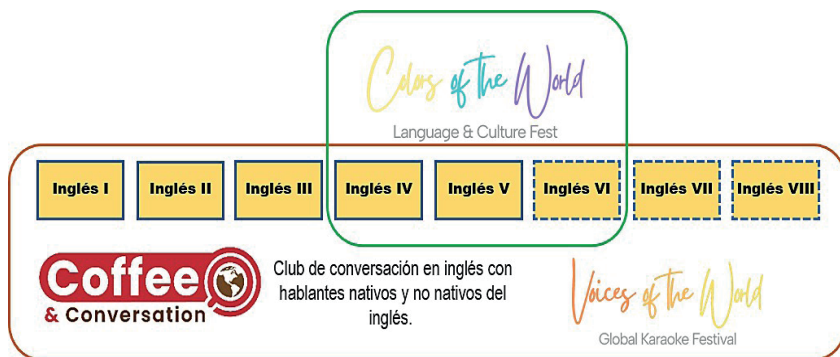 Colors of the World
Language & Culture Fest
Inglés I
Inglés II
Inglés III
Inglés IV
Inglés V
Inglés VI
Inglés VII
Inglés VIII
Coffee
& Conversation
Club de conversación en inglés con
hablantes nativos y no nativos del
inglés.
Voices of the World
Global Karaoke Festival